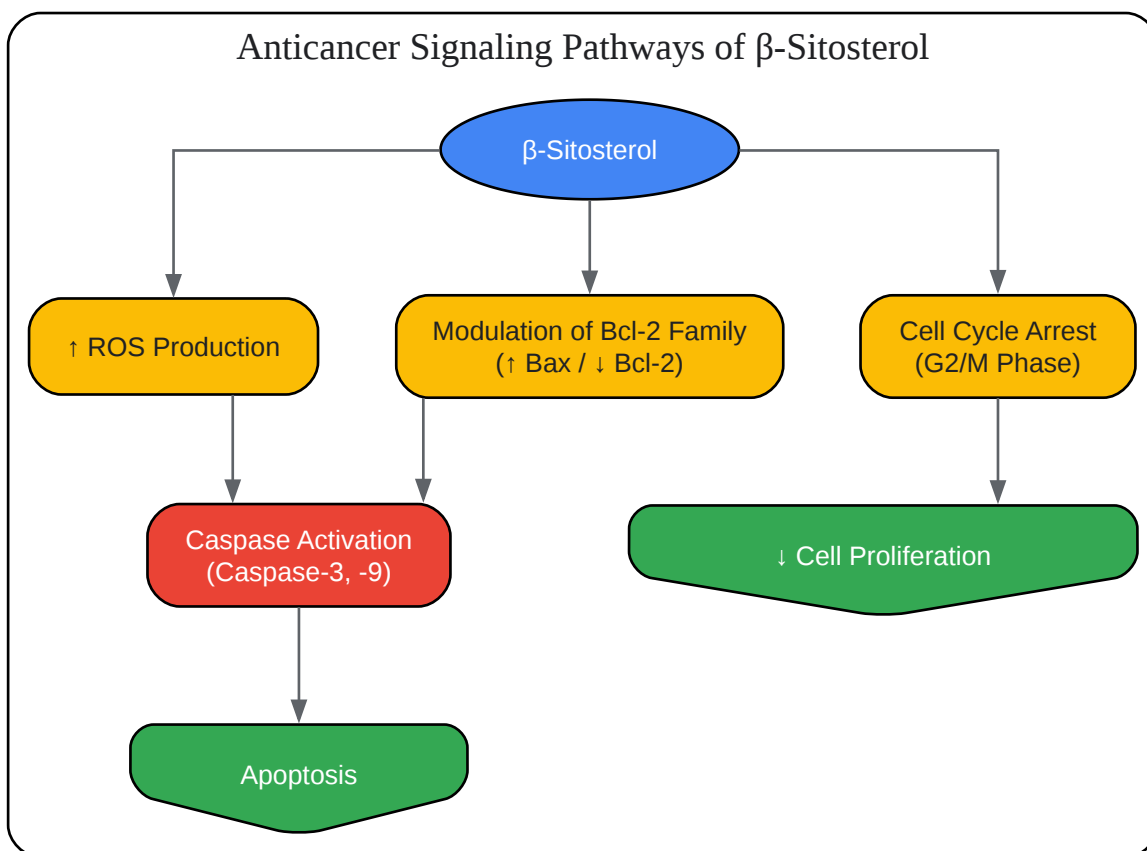 Anticancer Signaling Pathways of β-Sitosterol
β-Sitosterol
↑ ROS Production
Modulation of Bcl-2 Family
(↑ Bax / ↓ Bcl-2)
Cell Cycle Arrest
(G2/M Phase)
Caspase Activation
(Caspase-3, -9)
↓ Cell Proliferation
Apoptosis